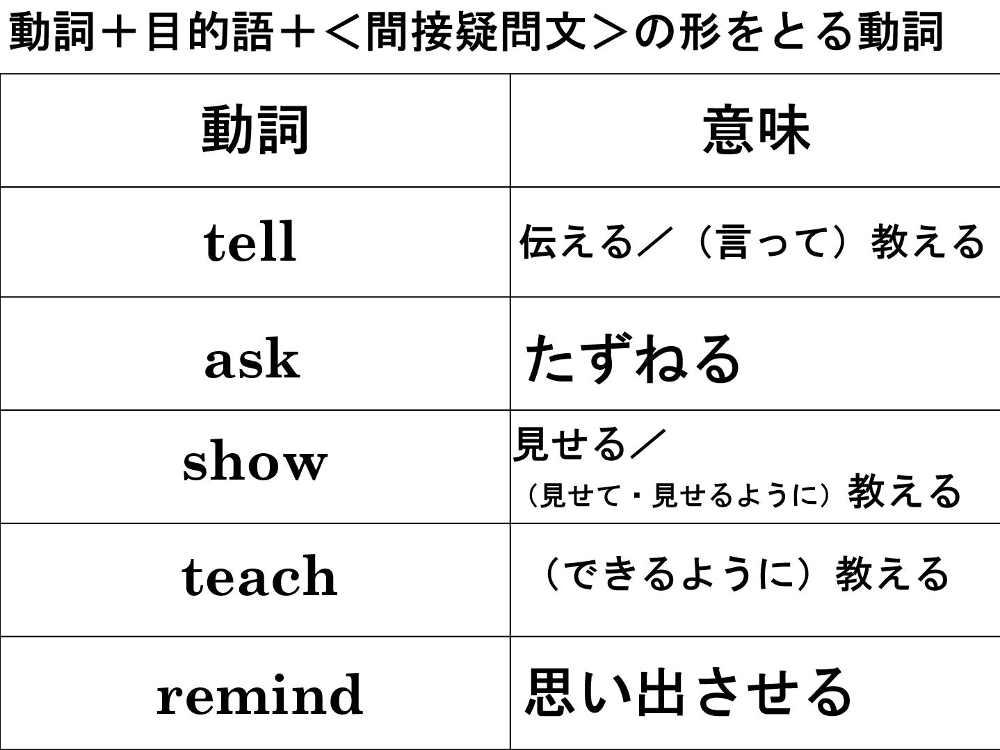 動詞＋目的語＋＜間接疑問文＞の形をとる動詞
動詞
意味
tell
伝える／（言って）教える
ask
たずねる
show
見せる／
（見せて・見せるように）教える
teach
（できるように）教える
remind
思い出させる